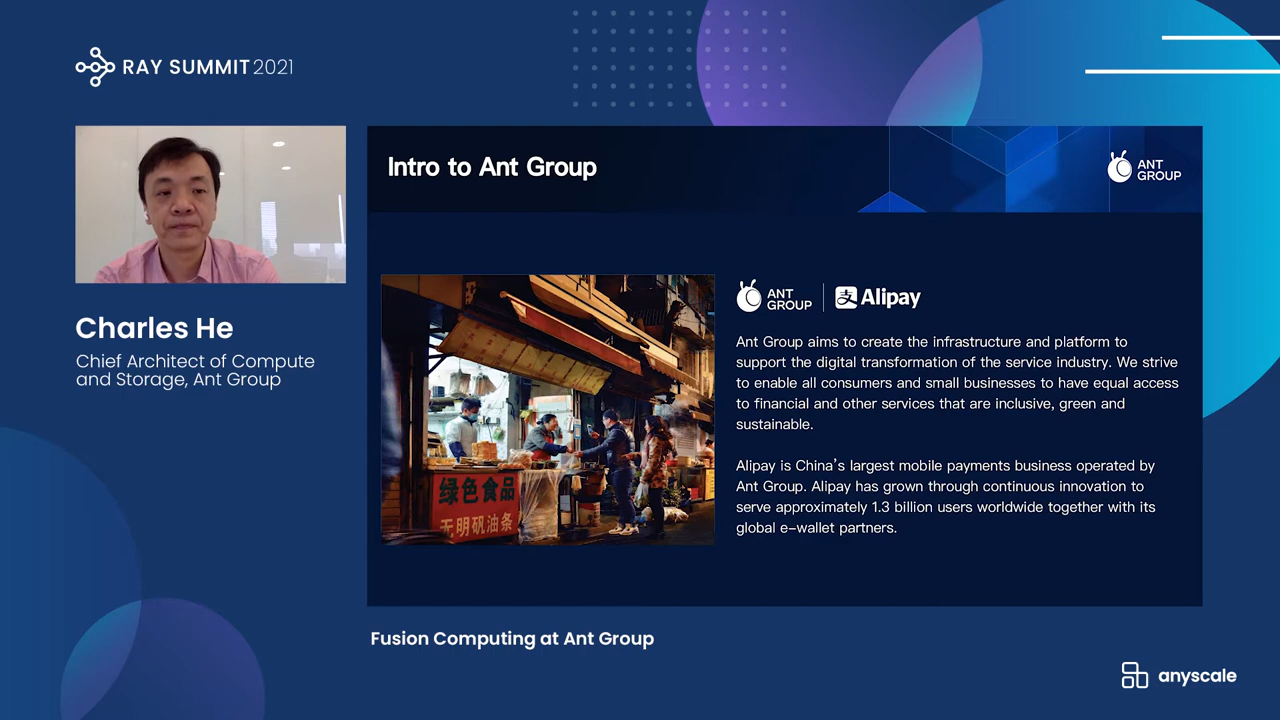 RAY SUMMIT 2021
Charles He
Chief Architect of Compute
and Storage, Ant Group
Intro to Ant Group
ANT
GROUP
绿色食品
无明矾油条
ANT
GROUP
支 Alipay
Ant Group aims to create the infrastructure and platform to
support the digital transformation of the service industry. We strive
to enable all consumers and small businesses to have equal access
to financial and other services that are inclusive, green and
sustainable.
Alipay is China's largest mobile payments business operated by
Ant Group. Alipay has grown through continuous innovation to
serve approximately 1.3 billion users worldwide together with its
global e-wallet partners.
Fusion Computing at Ant Group
anyscale